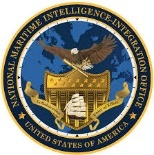 NATIONAL MARITIME INTELLIGENCE-INTEGRATION OFFICE
UNITED STATES OF AMERICA